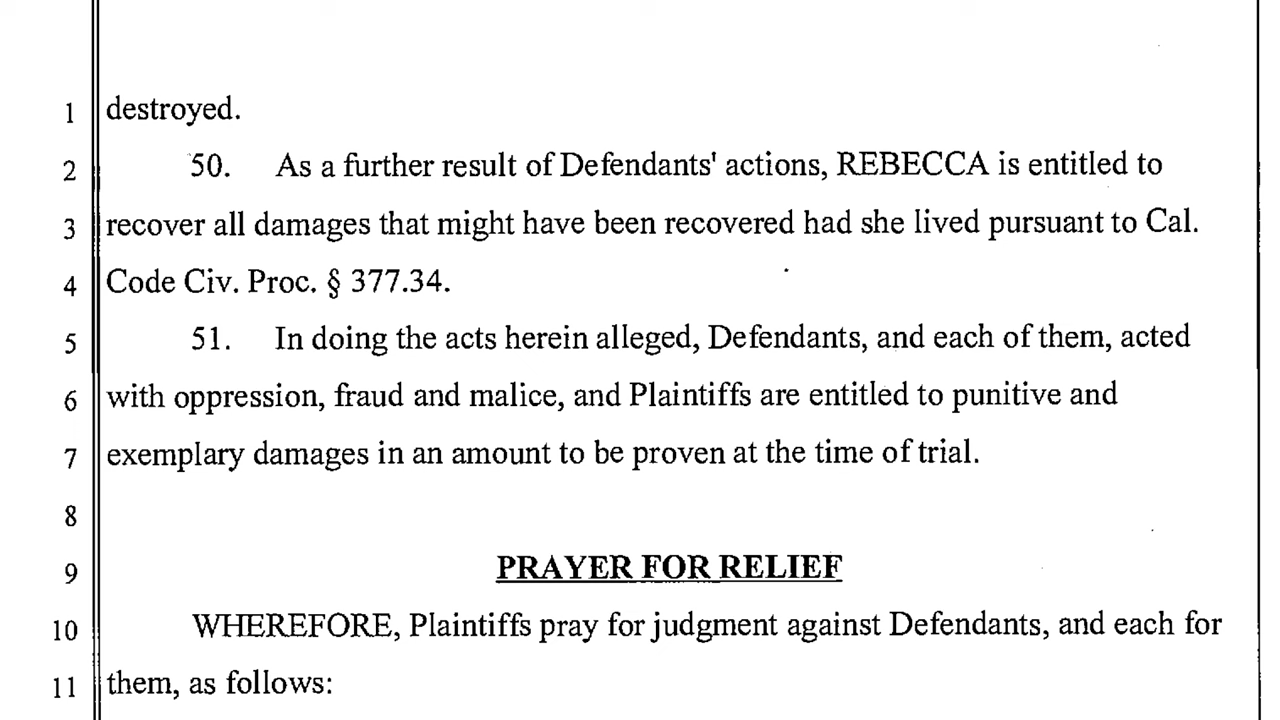 1 destroyed.
2 50. As a further result of Defendants' actions, REBECCA is entitled to
3 recover all damages that might have been recovered had she lived pursuant to Cal.
4 Code Civ. Proc. § 377.34.
5 51. In doing the acts herein alleged, Defendants, and each of them, acted
6 with oppression, fraud and malice, and Plaintiffs are entitled to punitive and
7 exemplary damages in an amount to be proven at the time of trial.
8
9 PRAYER FOR RELIEF
10 WHEREFORE, Plaintiffs pray for judgment against Defendants, and each for
11 them, as follows: